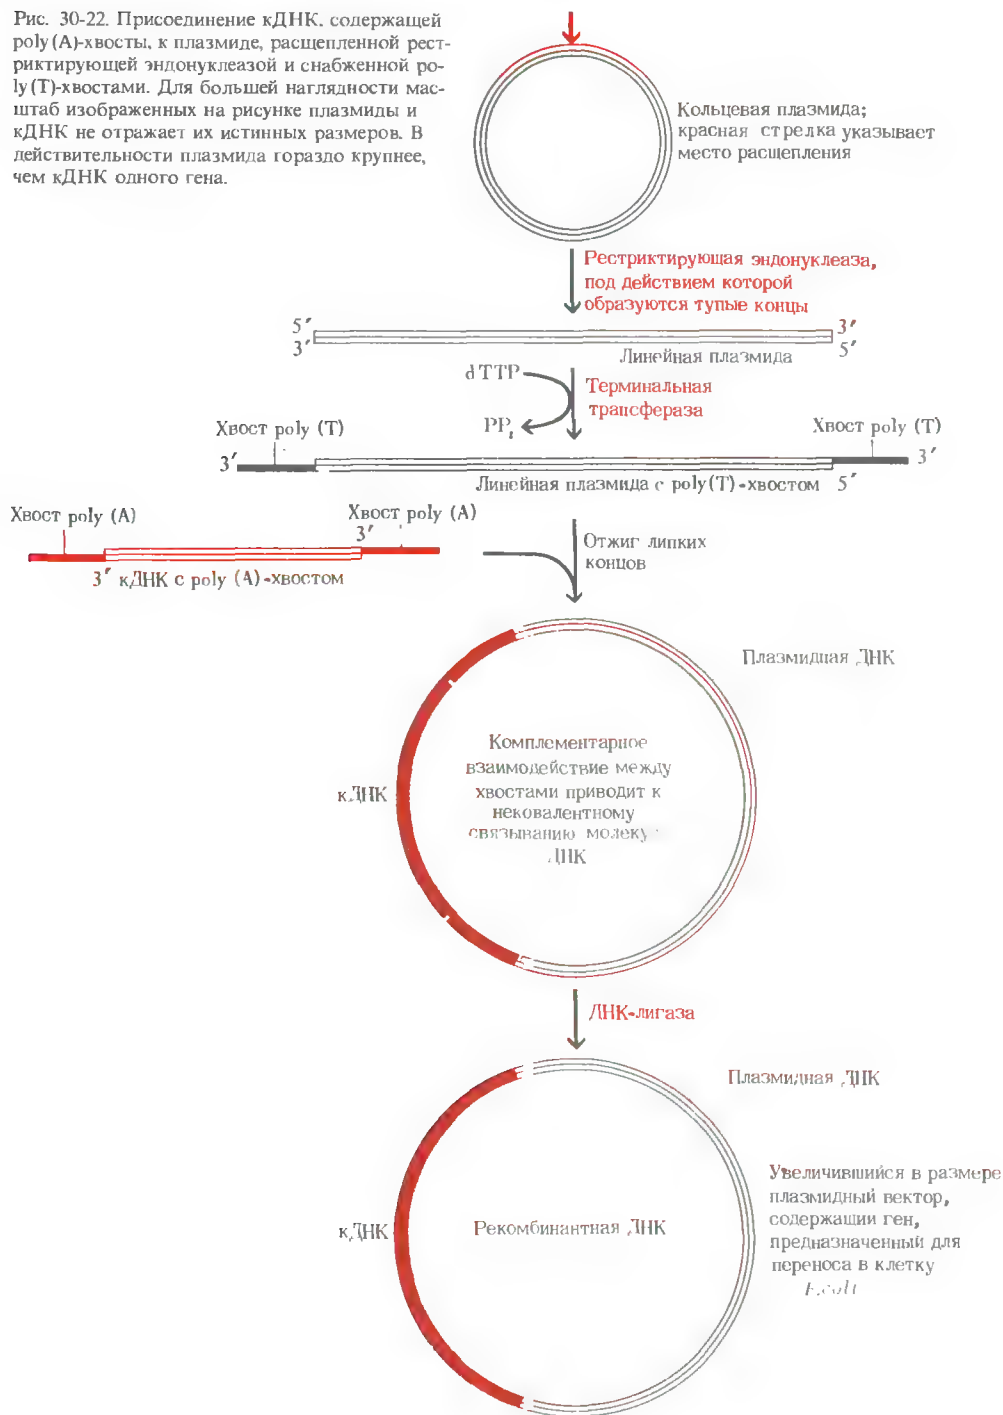 Рис. 30-22. Присоединение кДНК. содержащей
poly(A)-хвосты, к плазмиде, расщепленной рест-
риктирующей эндонуклеазой и снабженной po-
ly(T)-хвостами. Для большей наглядности мас-
штаб изображенных на рисунке плазмиды и
кДНК не отражает их истинных размеров. В
действительности плазмида гораздо крупнее,
чем кДНК одного гена.
Кольцевая плазмида;
красная стрелка указывает
место расщепления
Рестриктирующая эндонуклеаза,
под действием которой
образуются тупые концы
5′ 3′
3′ 5′
Линейная плазмида
dTTP
Терминальная
трансфераза
PPi
Хвост poly (T) Хвост poly (T)
3′ 3′
Линейная плазмида с poly(T)-хвостом 5′
Хвост poly (A) Хвост poly (A)
3′
3′ кДНК с poly (A)-хвостом
Отжиг липких
концов
Плазмидная ДНК
Комплементарное
взаимодействие между
хвостами приводит к
нековалентному
связыванию молеку
ДНК
кДНК
ДНК-лигаза
Плазмидная ДНК
Увеличившийся в размере
плазмидный вектор,
содержащии ген,
предназначенный для
переноса в клетку
E.coli
кДНК
Рекомбинантная ДНК